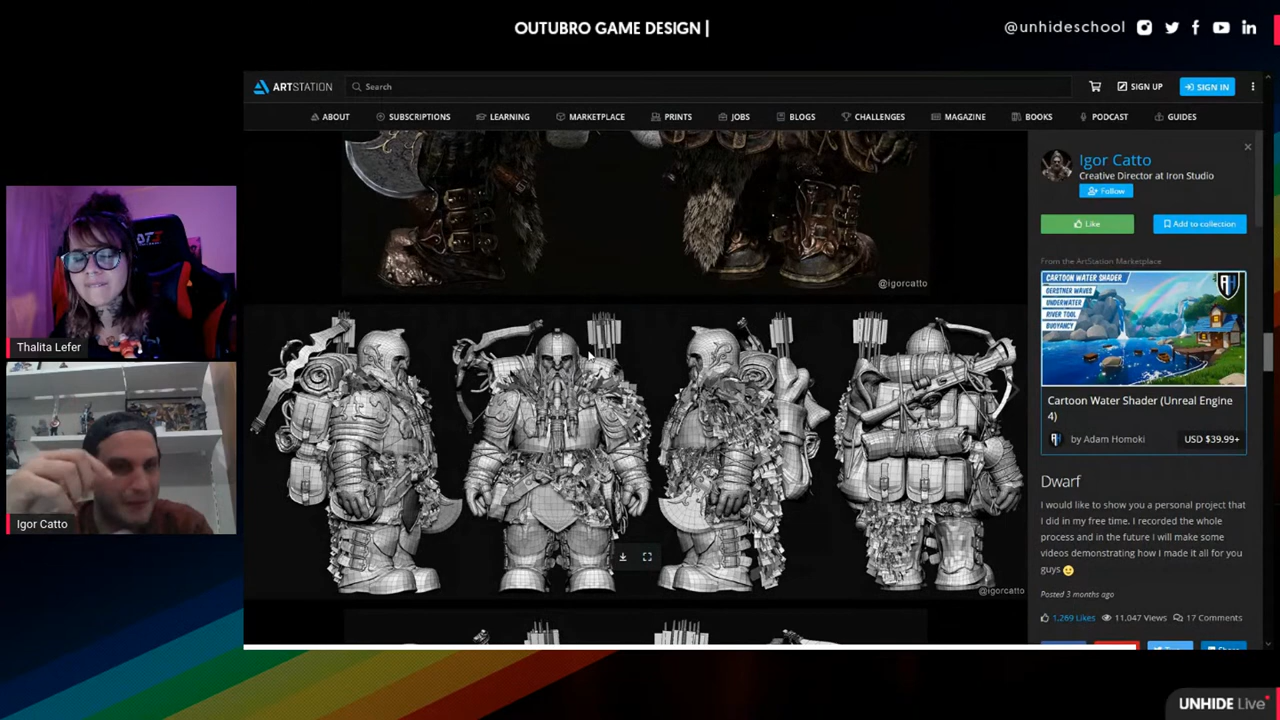 OUTUBRO GAME DESIGN |
@unhideschool
ARTSTATION
Search
SIGN UP
SIGN IN
ABOUT
SUBSCRIPTIONS
LEARNING
MARKETPLACE
PRINTS
JOBS
BLOGS
CHALLENGES
MAGAZINE
BOOKS
PODCAST
GUIDES
Igor Catto
Creative Director at Iron Studio
Follow
Like
Add to collection
From the ArtStation Marketplace
CARTOON WATER SHADER
GERSTNER WAVES
UNDERWATER
RIVER TOOL
BUOYANCY
Cartoon Water Shader (Unreal Engine
4)
by Adam Homoki
USD $39.99+
Dwarf
I would like to show you a personal project that
I did in my free time. I recorded the whole
process and in the future I will make some
videos demonstrating how I made it all for you
guys
Posted 3 months ago
1,269 Likes
11,047 Views
17 Comments
@igorcatto
@igorcatto
Thalita Lefer
Igor Catto
UNHIDE Live